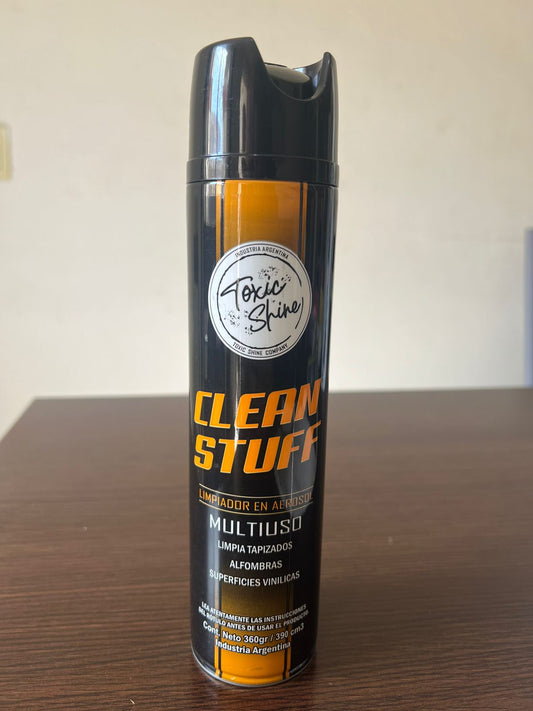 INDUSTRIA ARGENTINA
Toxic
Shine
TOXIC SHINE COMPANY
CLEAN
STUFF
LIMPIADOR EN AEROSOL
MULTIUSO
LIMPIA TAPIZADOS
ALFOMBRAS
SUPERFICIES VINILICAS
LEA ATENTAMENTE LAS INSTRUCCIONES
DEL ROTULO ANTES DE USAR EL PRODUCTO
Cont. Neto 360gr / 390 cm3
Industria Argentina